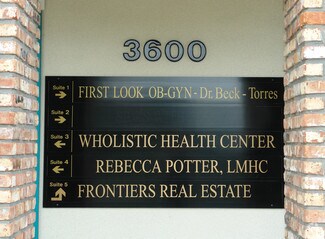 3600
Suite 1 FIRST LOOK OB-GYN - Dr. Beck - Torres
Suite 2
Suite 3 WHOLISTIC HEALTH CENTER
Suite 4 REBECCA POTTER, LMHC
Suite 5 FRONTIERS REAL ESTATE